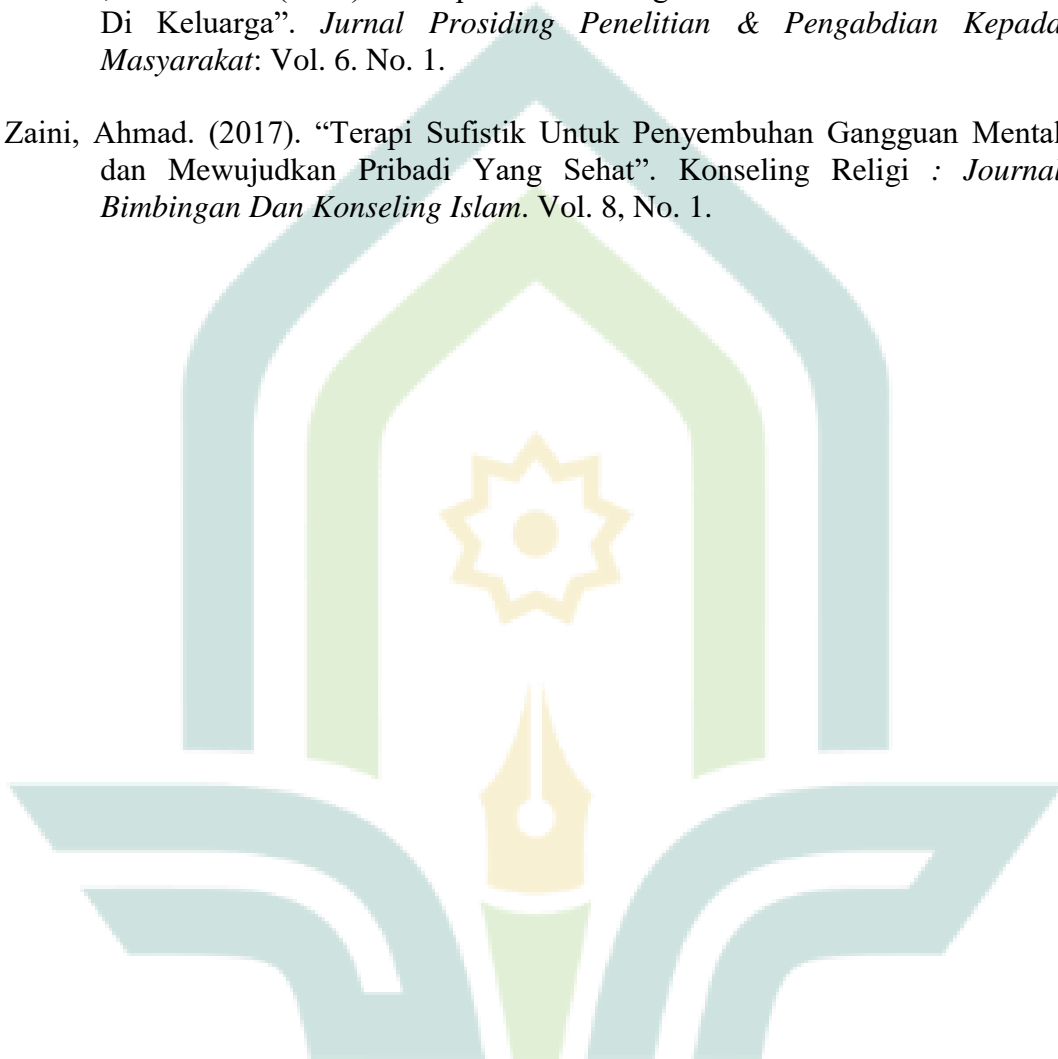 Di Keluarga”. Jurnal Prosiding Penelitian & Pengabdian Kepada
Masyarakat: Vol. 6. No. 1.
Zaini, Ahmad. (2017). “Terapi Sufistik Untuk Penyembuhan Gangguan Mental
dan Mewujudkan Pribadi Yang Sehat”. Konseling Religi : Journal
Bimbingan Dan Konseling Islam. Vol. 8, No. 1.